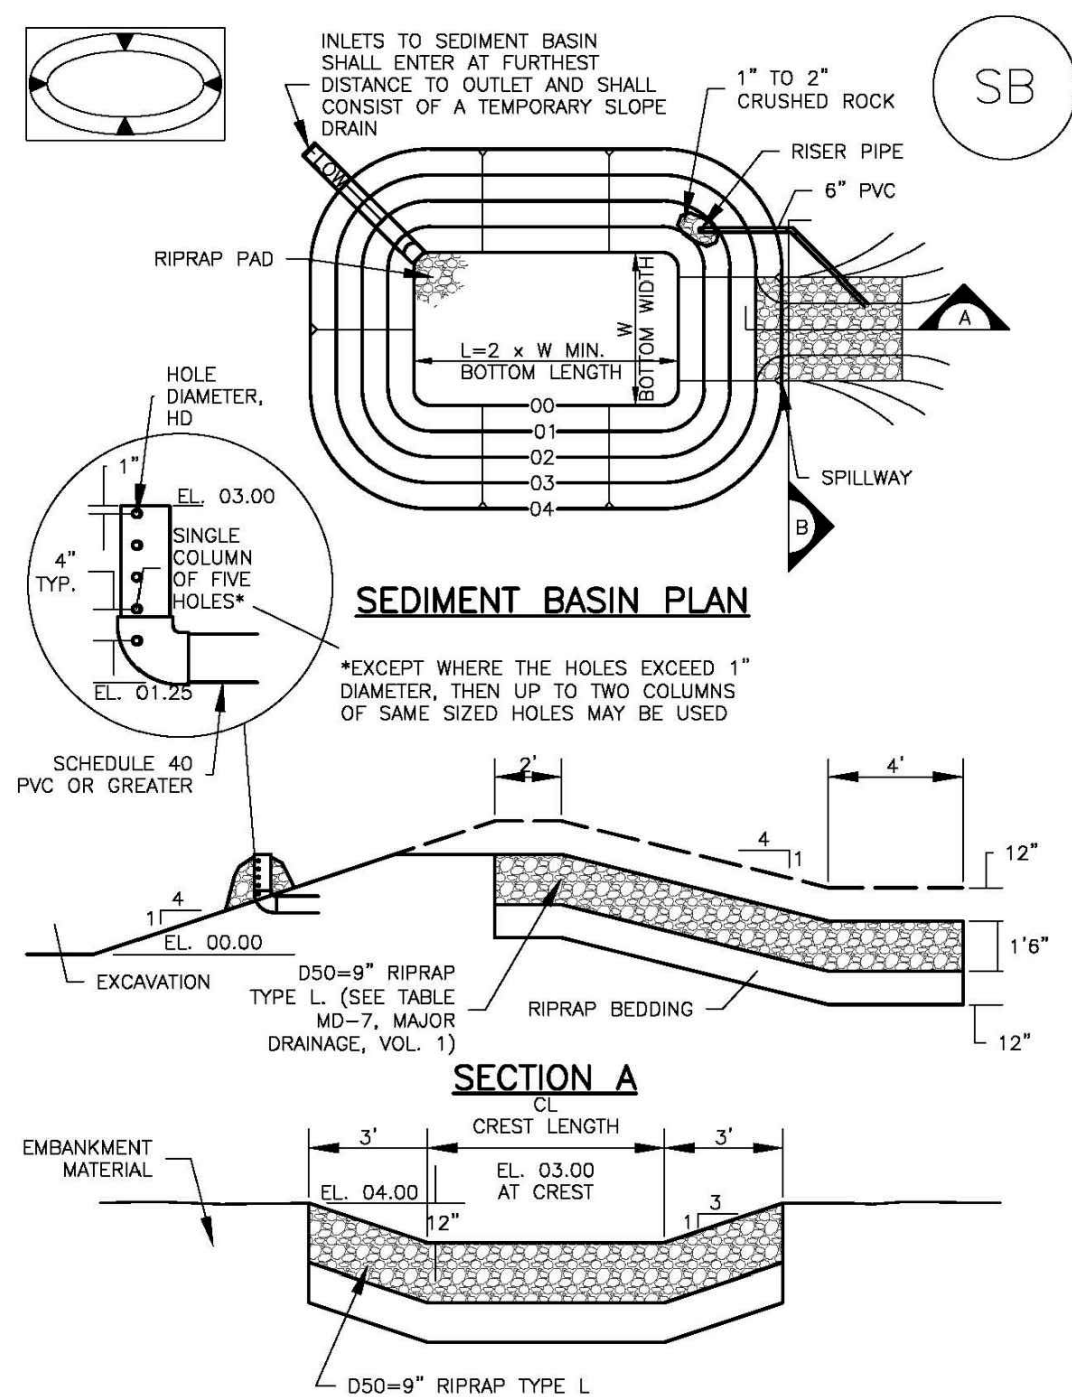 INLETS TO SEDIMENT BASIN
SHALL ENTER AT FURTHEST
DISTANCE TO OUTLET AND SHALL
CONSIST OF A TEMPORARY SLOPE
DRAIN
1" TO 2"
CRUSHED ROCK
SB
RISER PIPE
6" PVC
FLOW
RIPRAP PAD
W
BOTTOM WIDTH
L=2 x W MIN.
BOTTOM LENGTH
A
00
01
02
03
04
SPILLWAY
B
HOLE
DIAMETER,
HD
1"
EL. 03.00
4"
TYP.
SINGLE
COLUMN
OF FIVE
HOLES*
EL. 01.25
SEDIMENT BASIN PLAN
*EXCEPT WHERE THE HOLES EXCEED 1"
DIAMETER, THEN UP TO TWO COLUMNS
OF SAME SIZED HOLES MAY BE USED
SCHEDULE 40
PVC OR GREATER
2'
4'
4
1
12"
4
1
EL. 00.00
1'6"
EXCAVATION
D50=9" RIPRAP
TYPE L. (SEE TABLE
MD-7, MAJOR
DRAINAGE, VOL. 1)
RIPRAP BEDDING
12"
SECTION A
CL
CREST LENGTH
3'
3'
EMBANKMENT
MATERIAL
EL. 04.00
EL. 03.00
AT CREST
12"
3
1
D50=9" RIPRAP TYPE L